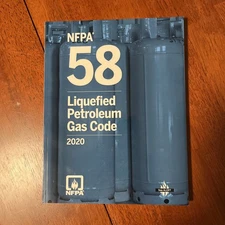 NFPA®
58
Liquefied
Petroleum
Gas Code
2020
NFPA